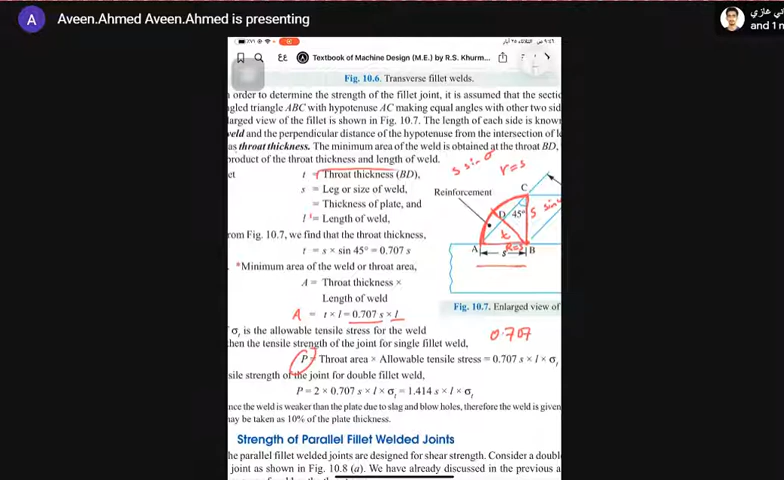 A Aveen.Ahmed Aveen.Ahmed is presenting
and 1
Textbook of Machine Design (M.E.) by R.S. Khurm...
Fig. 10.6. Transverse fillet welds.
order to determine the strength of the fillet joint, it is assumed that the sectio
ngled triangle ABC with hypotenuse AC making equal angles with other two sid
larged view of the fillet is shown in Fig. 10.7. The length of each side is known
weld and the perpendicular distance of the hypotenuse from the intersection of
as throat thickness. The minimum area of the weld is obtained at the throat BD,
product of the throat thickness and length of weld.
s sin σ
r=s
et
t = Throat thickness (BD),
s = Leg or size of weld,
= Thickness of plate, and
l = Length of weld,
Reinforcement
C
D
45°
S sin
t
A
R=S
s
B
rom Fig. 10.7, we find that the throat thickness,
t = s × sin 45° = 0.707 s
*Minimum area of the weld or throat area,
A = Throat thickness ×
Length of weld
A = t × l = 0.707 s × l
Fig. 10.7. Enlarged view of
σt is the allowable tensile stress for the weld
0.707
hen the tensile strength of the joint for single fillet weld,
P = Throat area × Allowable tensile stress = 0.707 s × l × σt
sile strength of the joint for double fillet weld,
P = 2 × 0.707 s × l × σt = 1.414 s × l × σt
nce the weld is weaker than the plate due to slag and blow holes, therefore the weld is given
may be taken as 10% of the plate thickness.
Strength of Parallel Fillet Welded Joints
he parallel fillet welded joints are designed for shear strength. Consider a doubl
joint as shown in Fig. 10.8 (a). We have already discussed in the previous a